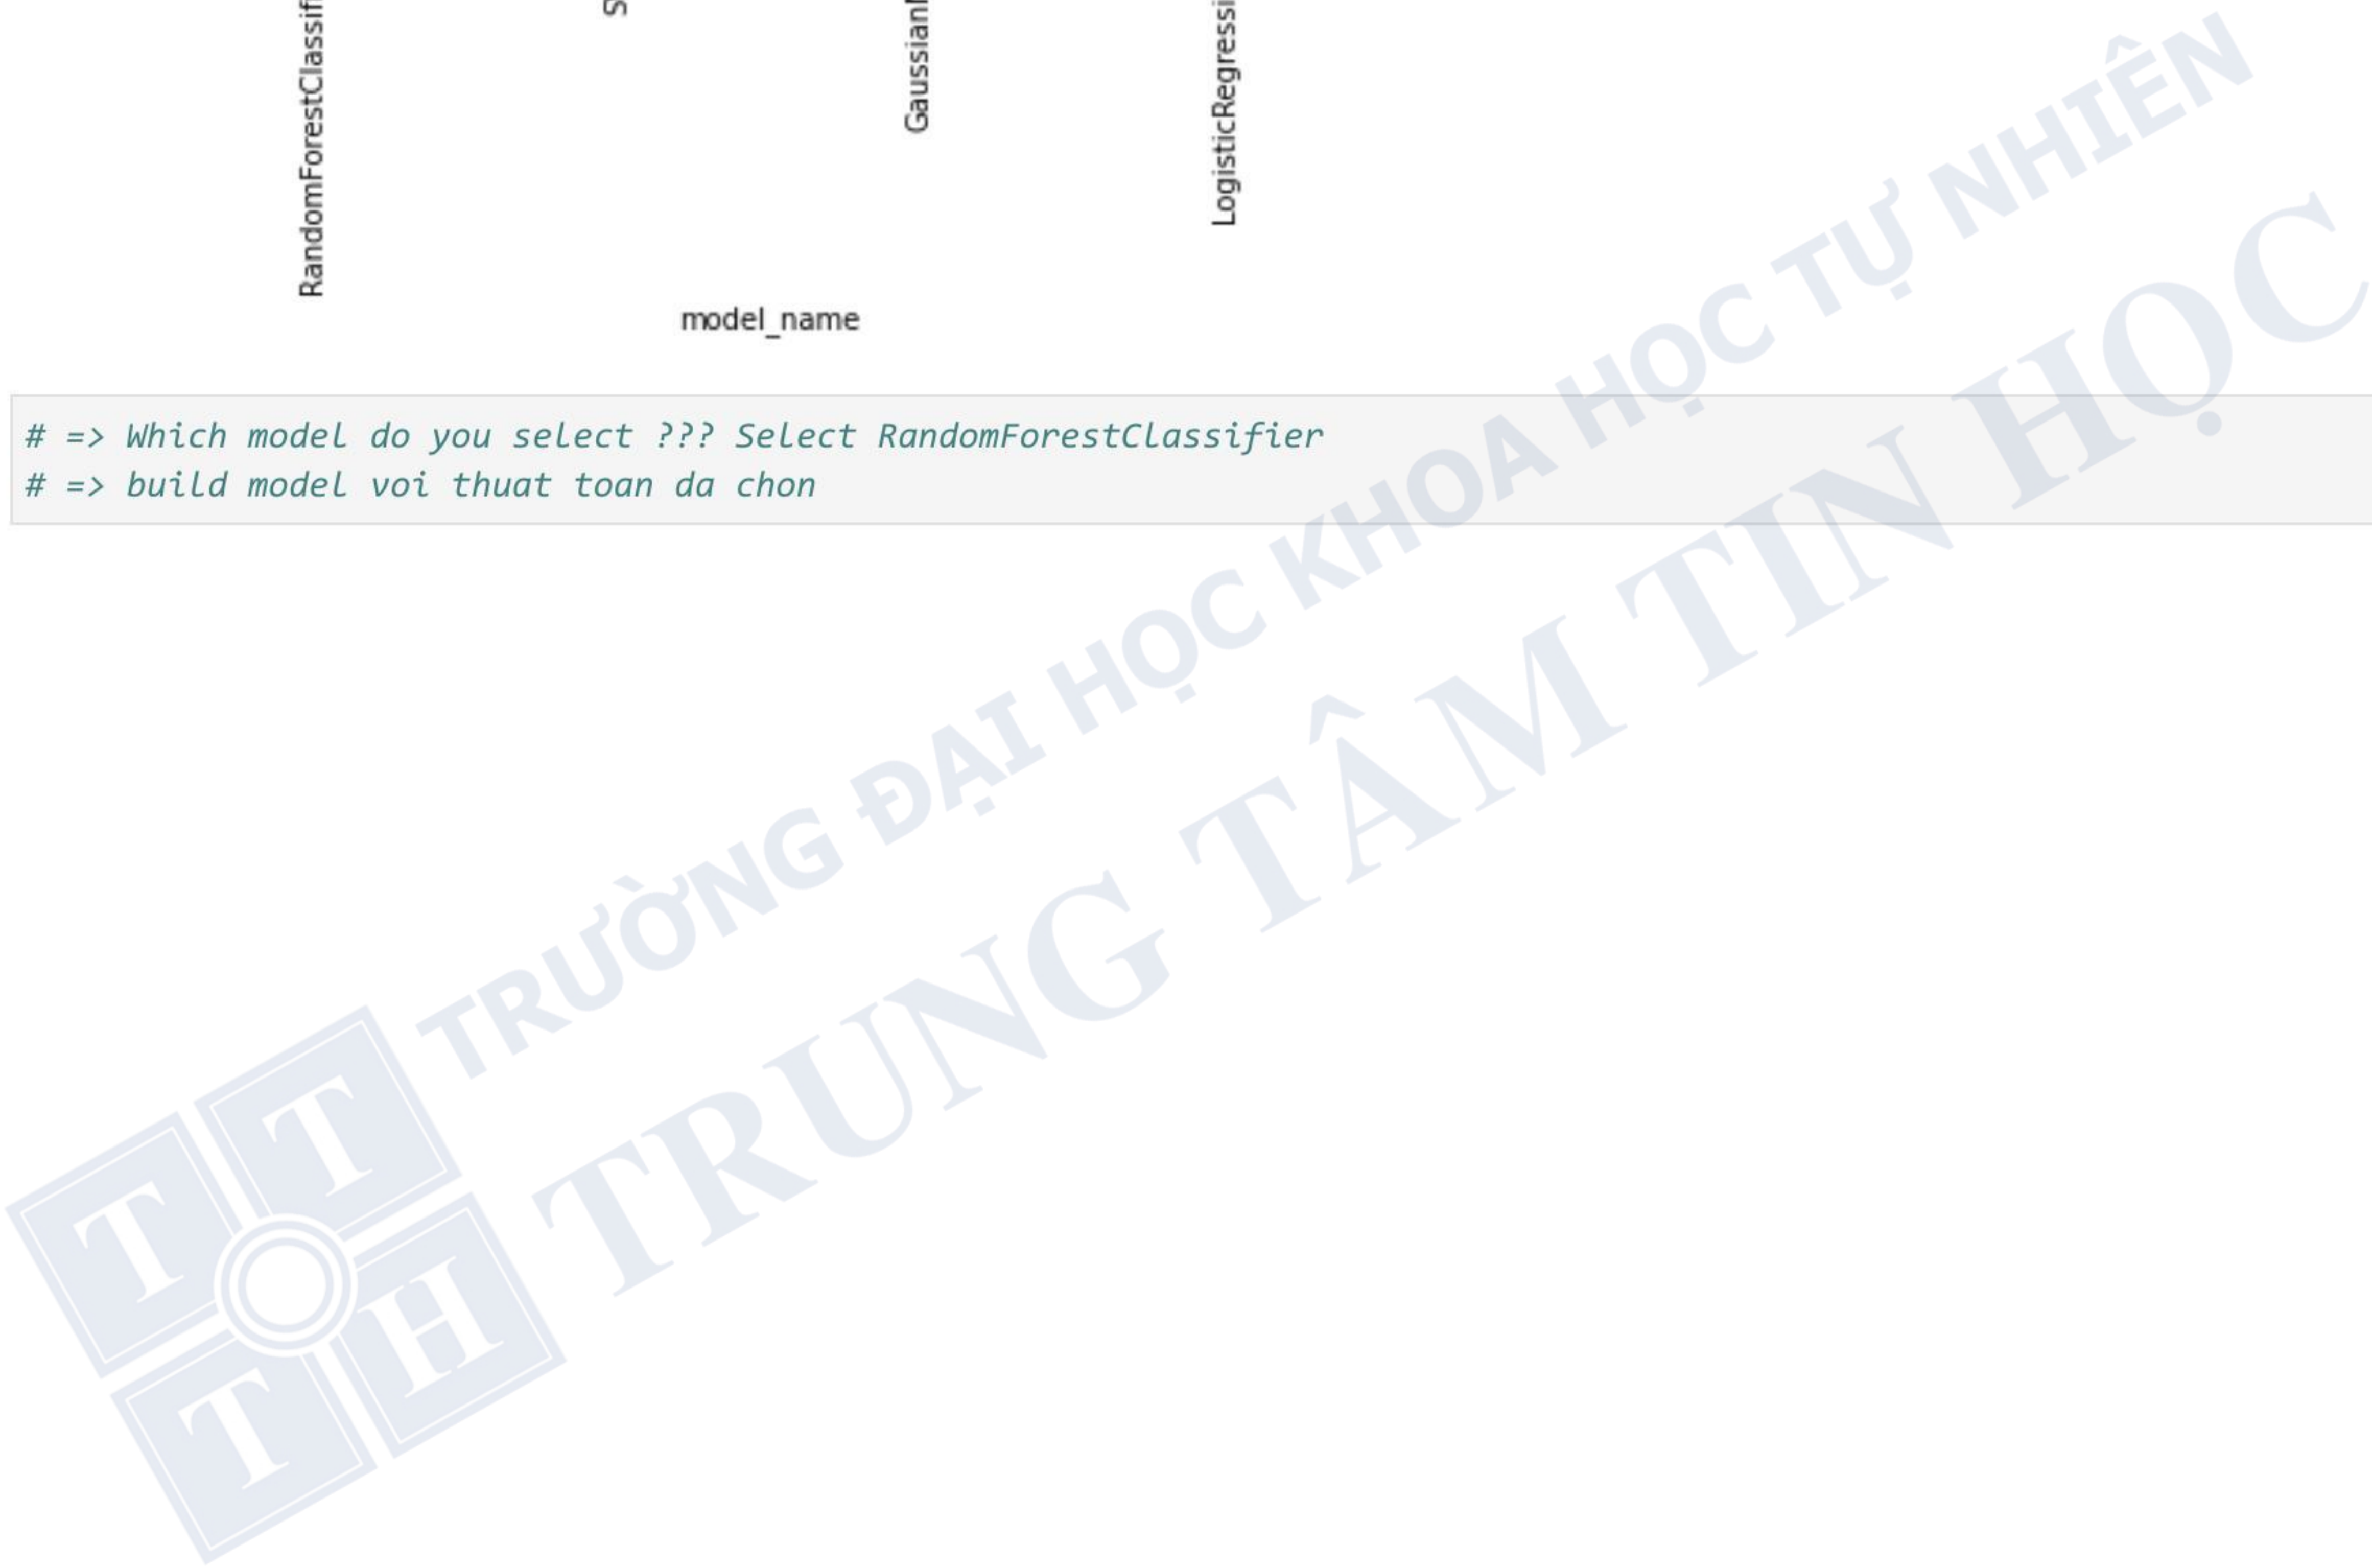 RandomForestClassif
S
Gaussian
LogisticRegressi
model_name
# => Which model do you select ??? Select RandomForestClassifier
# => build model voi thuat toan da chon
TRƯỜNG ĐẠI HỌC KHOA HỌC TỰ NHIÊN
TRUNG TÂM TIN HỌC
T
T
H
T